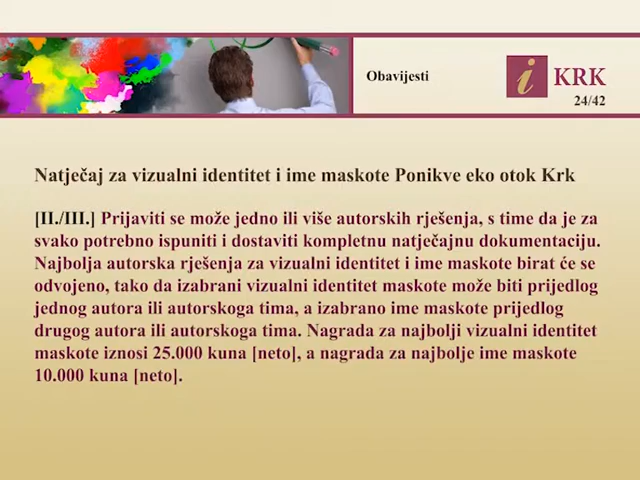 Obavijesti
i KRK
24/42
Natječaj za vizualni identitet i ime maskote Ponikve eko otok Krk
[II./III.] Prijaviti se može jedno ili više autorskih rješenja, s time da je za
svako potrebno ispuniti i dostaviti kompletnu natječajnu dokumentaciju.
Najbolja autorska rješenja za vizualni identitet i ime maskote birat će se
odvojeno, tako da izabrani vizualni identitet maskote može biti prijedlog
jednog autora ili autorskoga tima, a izabrano ime maskote prijedlog
drugog autora ili autorskoga tima. Nagrada za najbolji vizualni identitet
maskote iznosi 25.000 kuna [neto], a nagrada za najbolje ime maskote
10.000 kuna [neto].